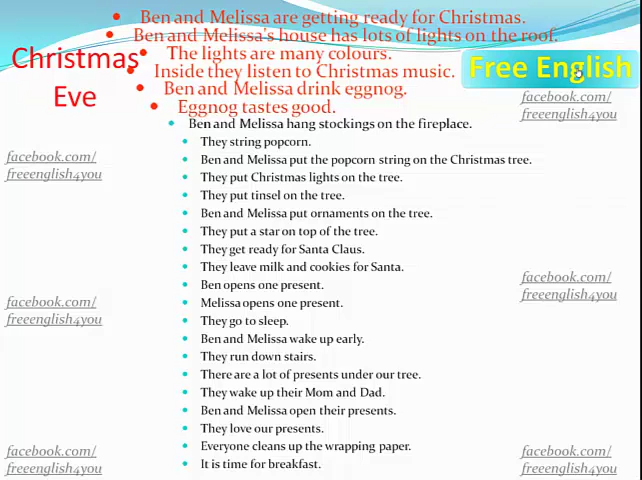 Ben and Melissa are getting ready for Christmas.
Ben and Melissa's house has lots of lights on the roof.
Christmas
Eve
The lights are many colours.
Inside they listen to Christmas music.
Free English
Ben and Melissa drink eggnog.
Eggnog tastes good.
facebook.com/
freeenglish4you
Ben and Melissa hang stockings on the fireplace.
They string popcorn.
facebook.com/
freeenglish4you
Ben and Melissa put the popcorn string on the Christmas tree.
They put Christmas lights on the tree.
They put tinsel on the tree.
Ben and Melissa put ornaments on the tree.
They put a star on top of the tree.
They get ready for Santa Claus.
They leave milk and cookies for Santa.
facebook.com/
freeenglish4you
Ben opens one present.
Melissa opens one present.
facebook.com/
freeenglish4you
They go to sleep.
Ben and Melissa wake up early.
They run down stairs.
There are a lot of presents under our tree.
They wake up their Mom and Dad.
Ben and Melissa open their presents.
They love our presents.
Everyone cleans up the wrapping paper.
It is time for breakfast.
facebook.com/
freeenglish4you
facebook.com/
freeenglish4you